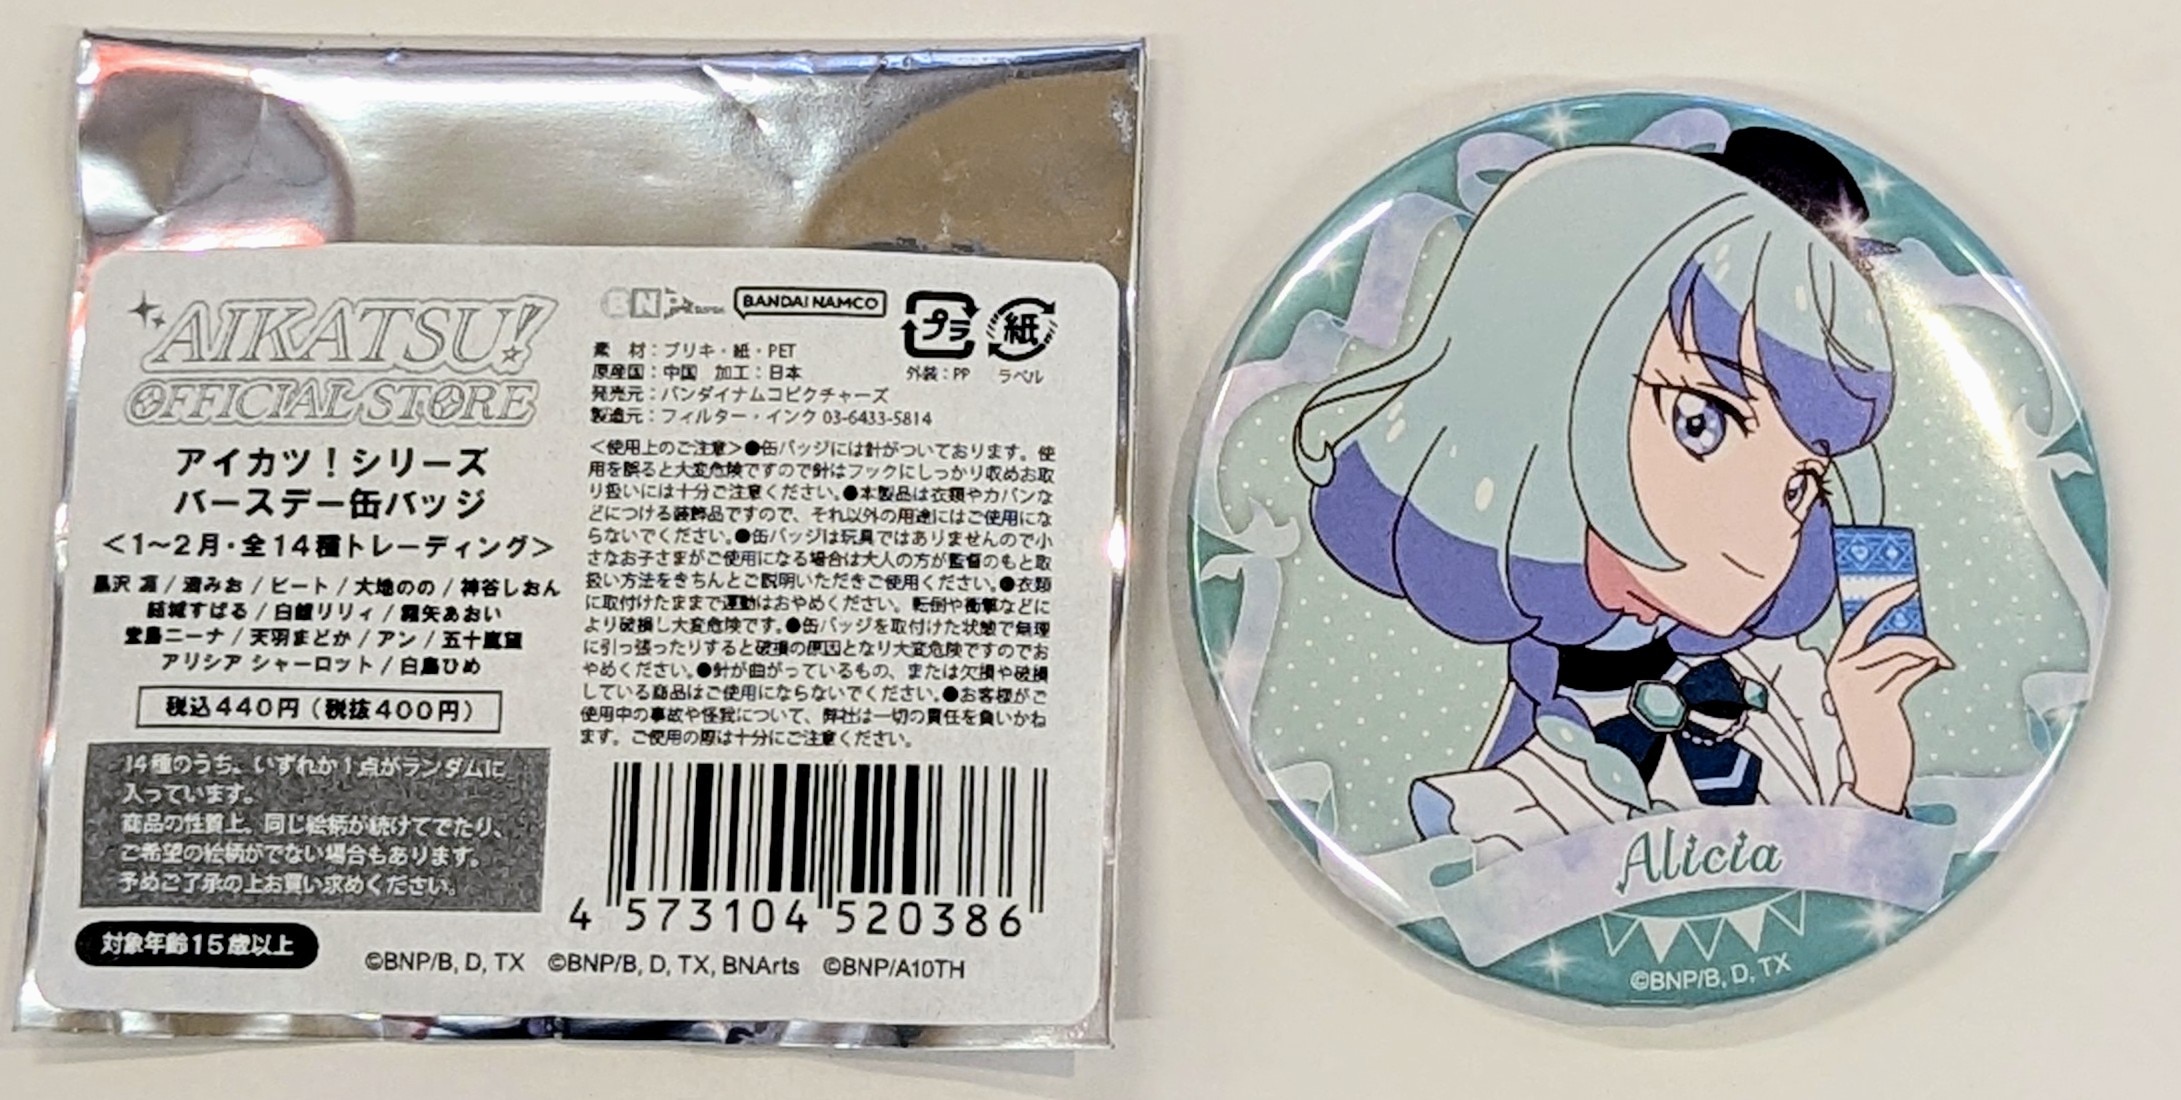 AIKATSU!
OFFICIAL STORE
アイカツ！シリーズ
バースデー缶バッジ
＜1～2月・全14種トレーディング＞
黒沢 凛 / 湊みお / ビート / 大地のの / 神谷しおん
結城すばる / 白銀リリィ / 霧矢あおい
堂島ニーナ / 天羽まどか / アン / 五十嵐望
アリシア シャーロット / 白鳥ひめ
税込440円（税抜400円）
14種のうち、いずれか1点がランダムに
入っています。
商品の性質上、同じ絵柄が続けてでたり、
ご希望の絵柄がでない場合もあります。
予めご了承の上お買い求めください。
対象年齢15歳以上
BNP
BANDAI NAMCO
プラ
紙
外装：PP
ラベル
素　材：ブリキ・紙・PET
原産国：中国　加工：日本
発売元：バンダイナムコピクチャーズ
製造元：フィルター・インク 03-6433-5814
＜使用上のご注意＞●缶バッジには針がついております。使
用を誤ると大変危険ですので針はフックにしっかり収めお取
り扱いには十分ご注意ください。●本製品は衣類やカバンな
どにつける装飾品ですので、それ以外の用途にはご使用にな
らないでください。●缶バッジは玩具ではありませんので小
さなお子さまがご使用になる場合は大人の方が監督のもと取
扱い方法をきちんとご説明いただきご使用ください。●衣類
に取付けたままで運動はおやめください。転倒や衝撃などに
より破損し大変危険です。●缶バッジを取付けた状態で無理
に引っ張ったりすると破損の原因となり大変危険ですのでお
やめください。●針が曲がっているもの、または欠損や破損
している商品はご使用にならないでください。●お客様がご
使用中の事故や怪我について、弊社は一切の責任を負いかね
ます。ご使用の際は十分にご注意ください。
4 573104 520386
©BNP/B, D, TX　©BNP/B, D, TX, BNArts　©BNP/A10TH
Alicia
©BNP/B, D, TX